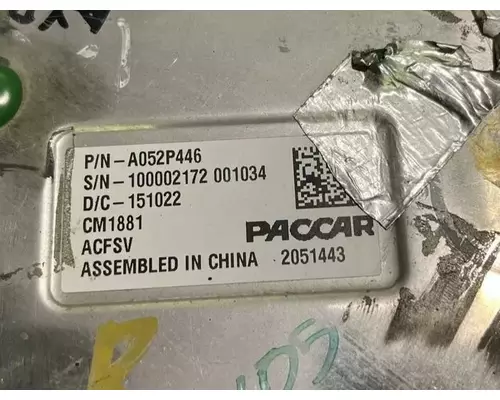 P/N-A052P446
S/N-100002172 001034
D/C-151022
CM1881
ACFSV
PACCAR
ASSEMBLED IN CHINA 2051443